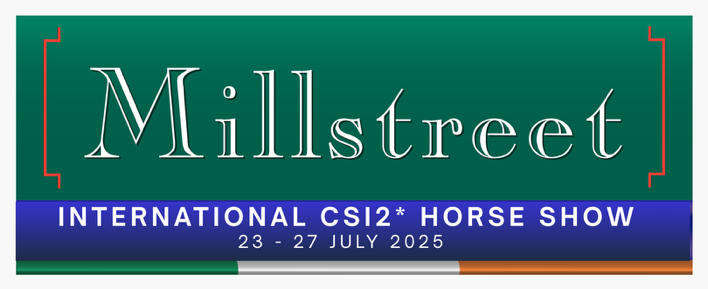 Millstreet
INTERNATIONAL CSI2* HORSE SHOW
23 - 27 JULY 2025